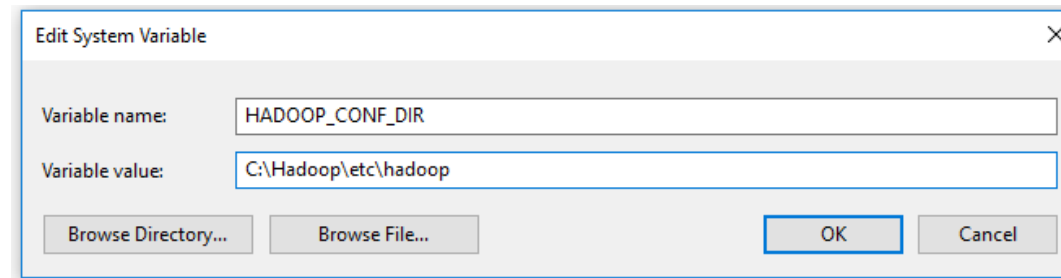 Edit System Variable
Variable name: HADOOP_CONF_DIR
Variable value: C:\Hadoop\etc\hadoop
Browse Directory... Browse File... OK Cancel